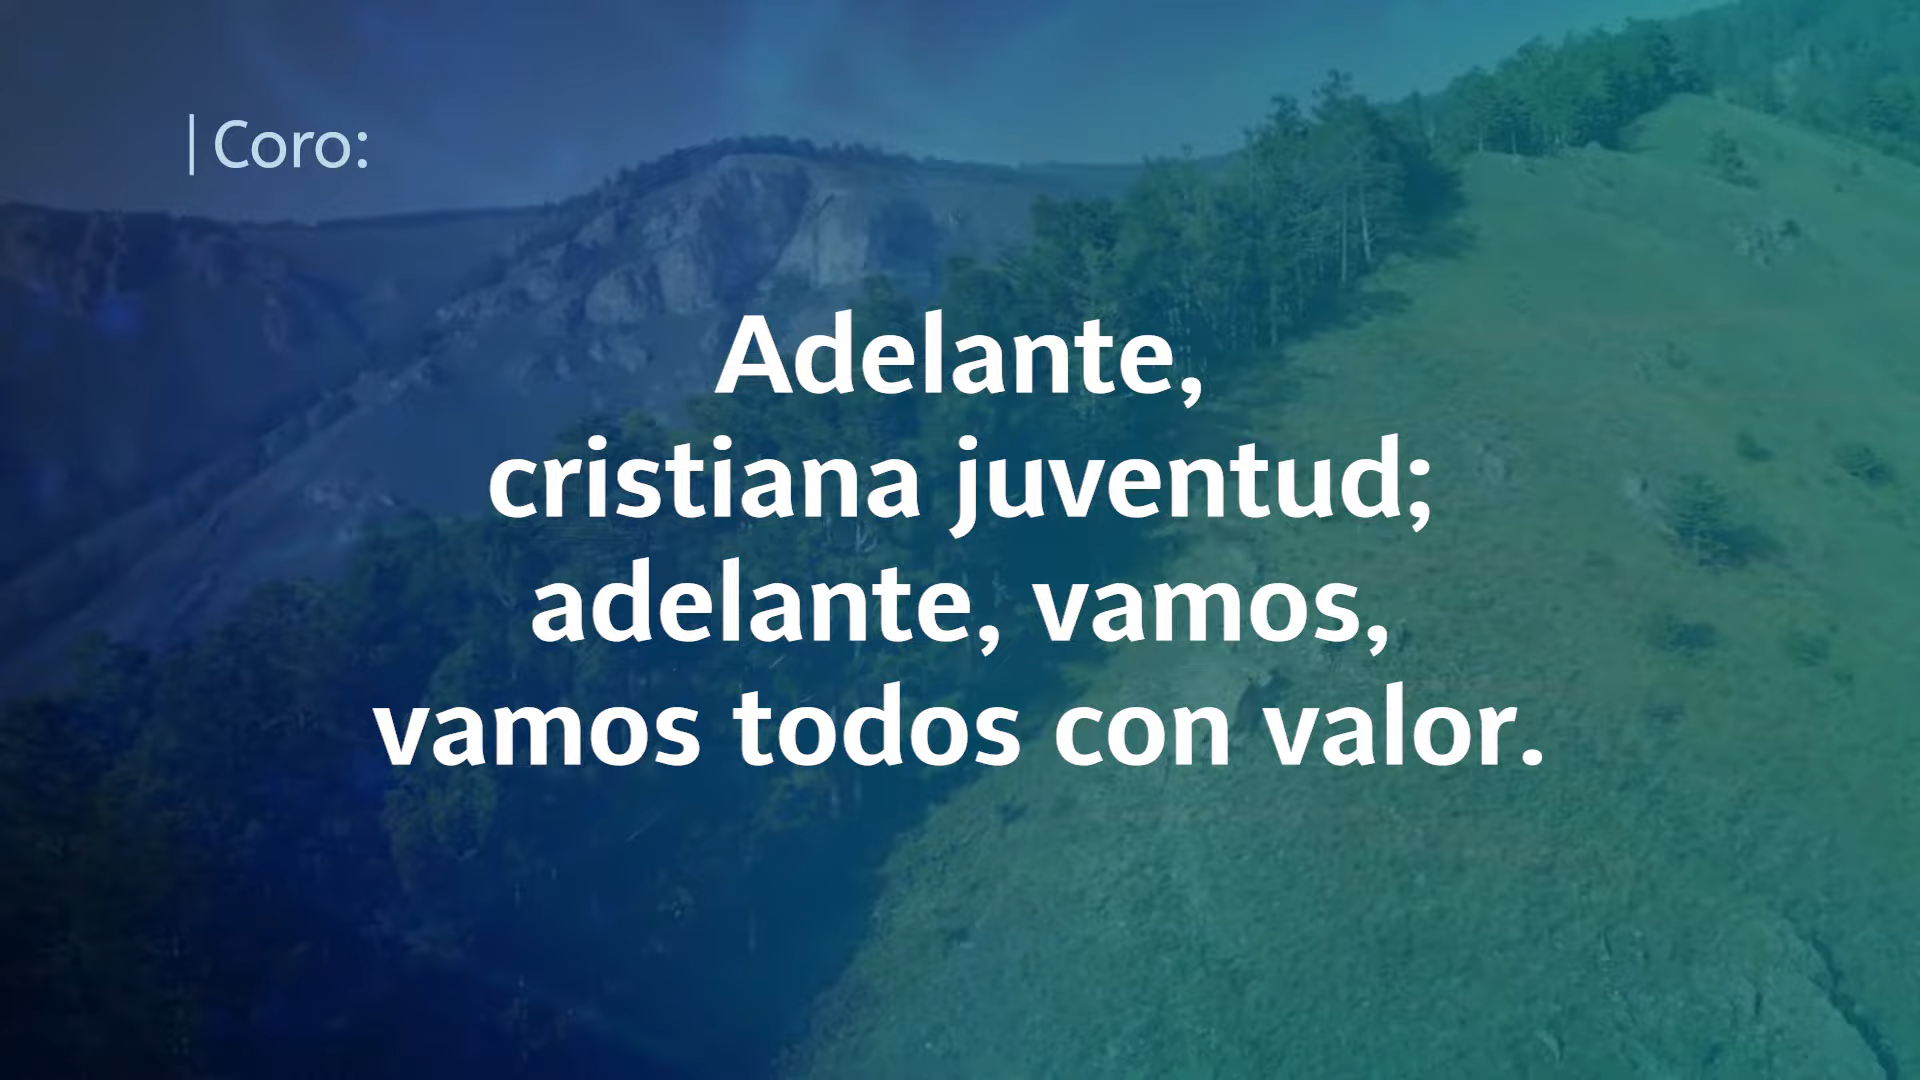 Coro:
Adelante,
cristiana juventud;
adelante, vamos,
vamos todos con valor.